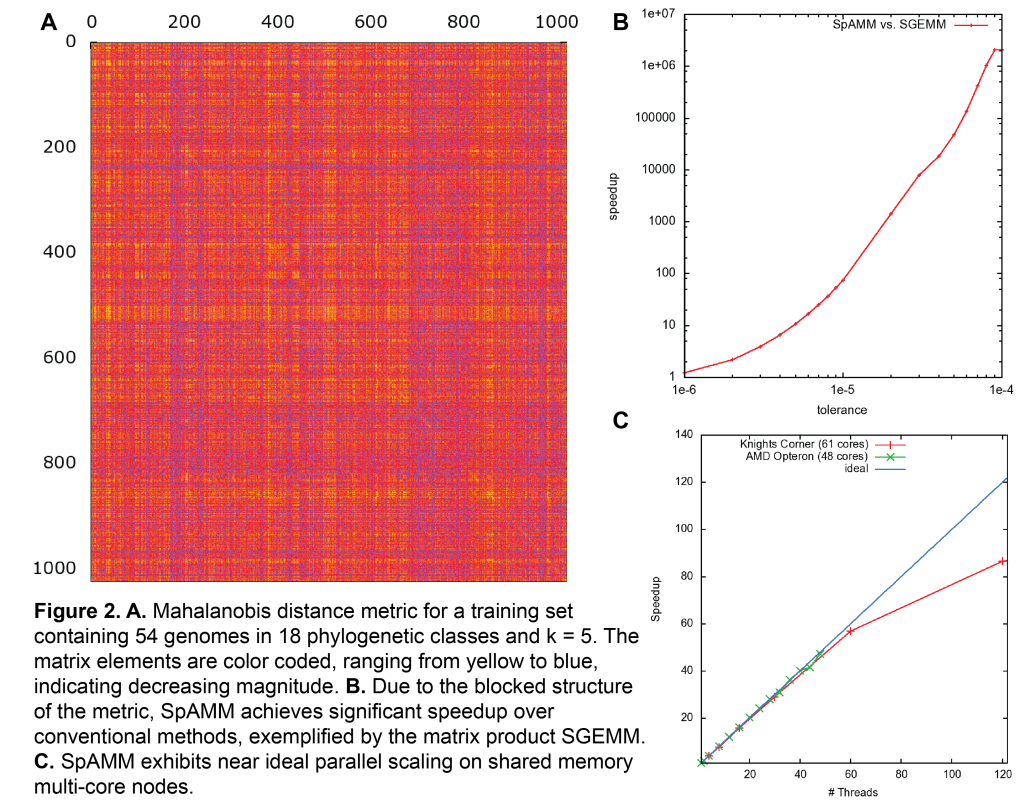 A
0 200 400 600 800 1000
0
200
400
600
800
1000
B
1e+07
1e+06
100000
10000
1000
100
10
1
SpAMM vs. SGEMM
speedup
1e-6 1e-5 1e-4
tolerance
C
140
120
100
80
60
40
20
Knights Corner (61 cores)
AMD Opteron (48 cores)
ideal
Speedup
20 40 60 80 100 120
# Threads
Figure 2. A. Mahalanobis distance metric for a training set
containing 54 genomes in 18 phylogenetic classes and k = 5. The
matrix elements are color coded, ranging from yellow to blue,
indicating decreasing magnitude. B. Due to the blocked structure
of the metric, SpAMM achieves significant speedup over
conventional methods, exemplified by the matrix product SGEMM.
C. SpAMM exhibits near ideal parallel scaling on shared memory
multi-core nodes.